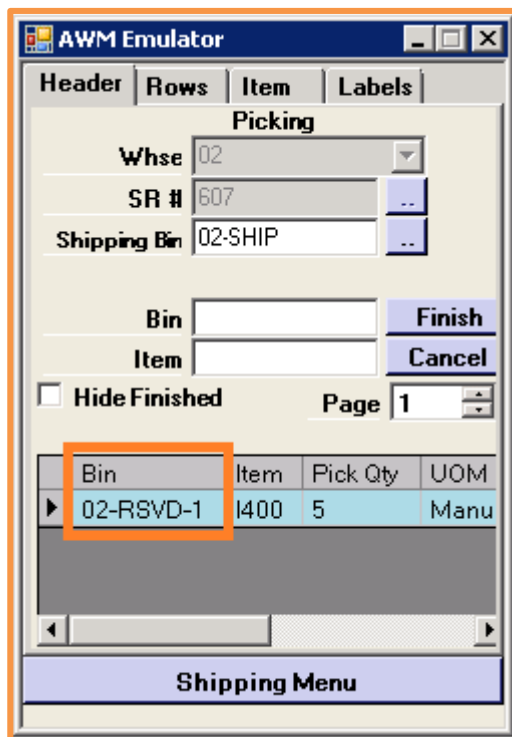 AWM Emulator
Header Rows Item Labels
Picking
Whse 02
SR # 607 ..
Shipping Bin 02-SHIP ..
Bin Finish
Item Cancel
Hide Finished Page 1
Bin Item Pick Qty UOM
02-RSVD-1 I400 5 Manu
Shipping Menu